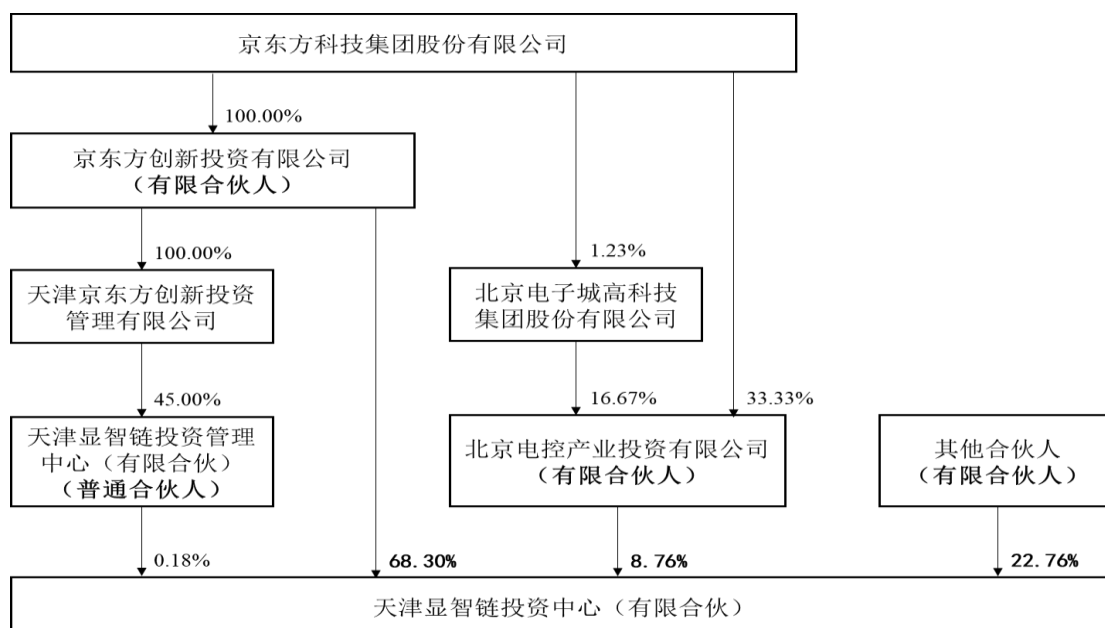 京东方科技集团股份有限公司
100.00%
京东方创新投资有限公司
（有限合伙人）
100.00%
1.23%
天津京东方创新投资
管理有限公司
北京电子城高科技
集团股份有限公司
45.00%
16.67%
33.33%
天津显智链投资管理
中心（有限合伙）
（普通合伙人）
北京电控产业投资有限公司
（有限合伙人）
其他合伙人
（有限合伙人）
0.18%
68.30%
8.76%
22.76%
天津显智链投资中心（有限合伙）